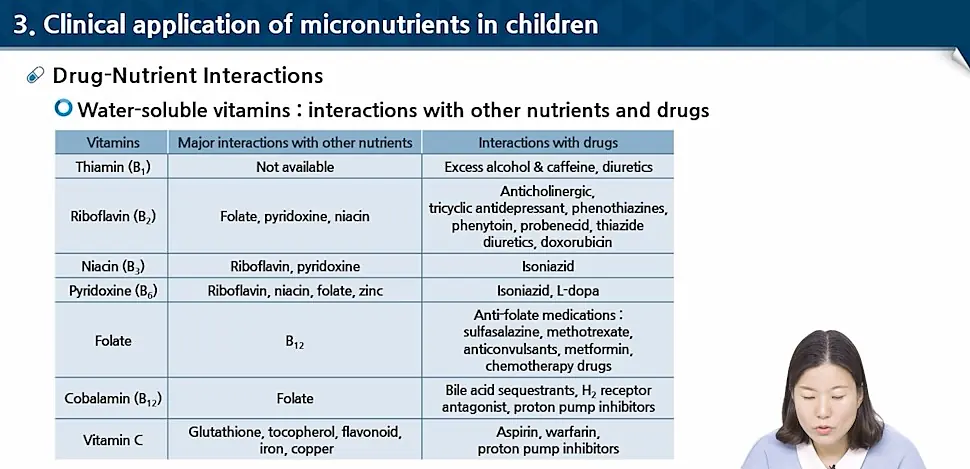 3. Clinical application of micronutrients in children
Drug-Nutrient Interactions
Water-soluble vitamins : interactions with other nutrients and drugs
Vitamins Major interactions with other nutrients Interactions with drugs
Thiamin (B₁) Not available Excess alcohol & caffeine, diuretics
Riboflavin (B₂) Folate, pyridoxine, niacin Anticholinergic,
tricyclic antidepressant, phenothiazines,
phenytoin, probenecid, thiazide
diuretics, doxorubicin
Niacin (B₃) Riboflavin, pyridoxine Isoniazid
Pyridoxine (B₆) Riboflavin, niacin, folate, zinc Isoniazid, L-dopa
Folate B₁₂ Anti-folate medications :
sulfasalazine, methotrexate,
anticonvulsants, metformin,
chemotherapy drugs
Cobalamin (B₁₂) Folate Bile acid sequestrants, H₂ receptor
antagonist, proton pump inhibitors
Vitamin C Glutathione, tocopherol, flavonoid,
iron, copper Aspirin, warfarin,
proton pump inhibitors